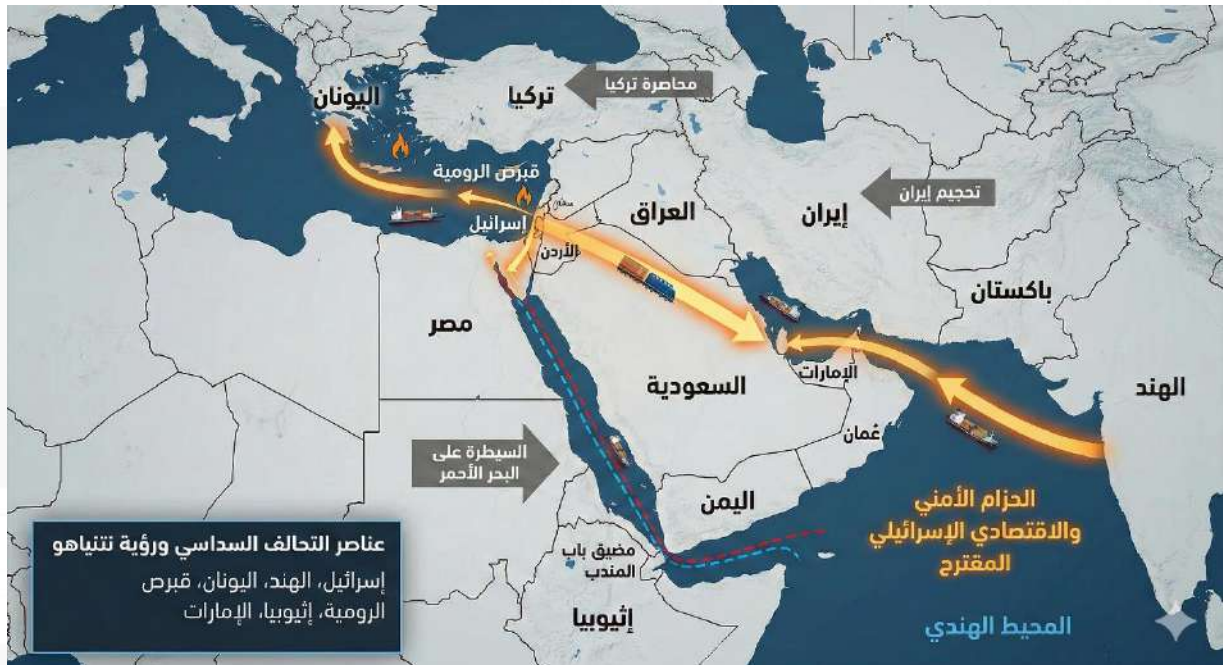 اليونان
تركيا
محاصرة تركيا
قبرص الرومية
إسرائيل
الأردن
العراق
إيران
تحجيم إيران
باكستان
مصر
السعودية
الإمارات
الهند
عُمان
السيطرة على
البحر الأحمر
اليمن
مضيق باب
المندب
إثيوبيا
الحزام الأمني
والاقتصادي الإسرائيلي
المقترح
المحيط الهندي
عناصر التحالف السداسي ورؤية نتنياهو
إسرائيل، الهند، اليونان، قبرص
الرومية، إثيوبيا، الإمارات